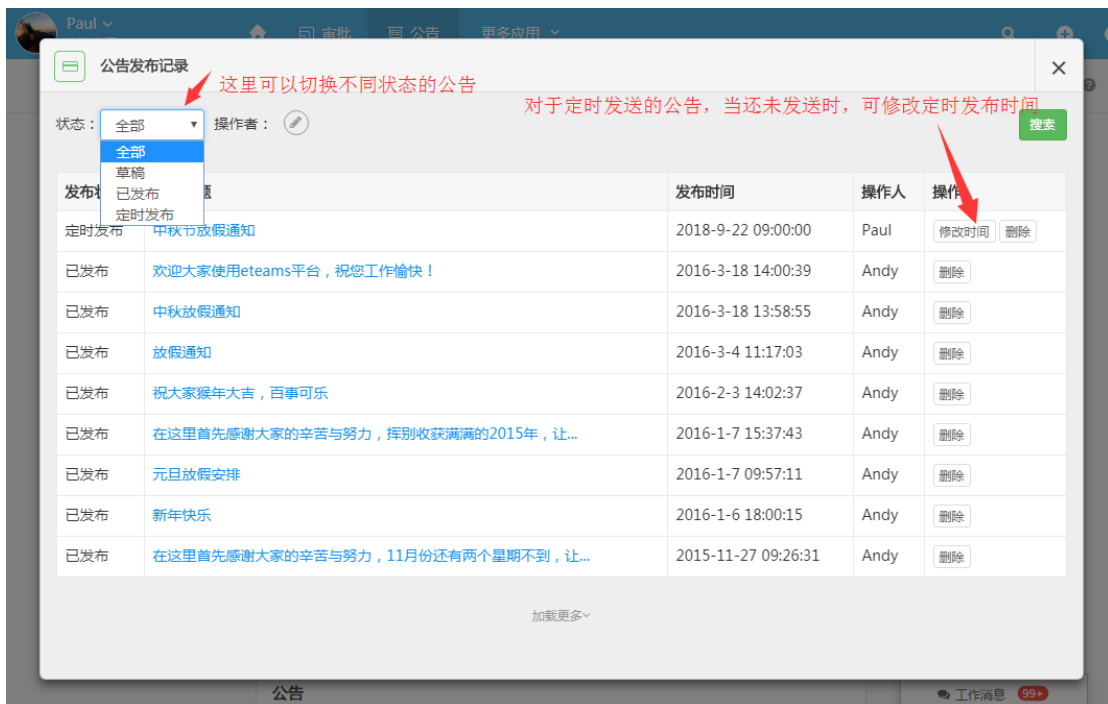 Paul
审批
公告
更多应用
公告发布记录
这里可以切换不同状态的公告
对于定时发送的公告，当还未发送时，可修改定时发布时间
状态： 全部 操作者：
搜索
全部
草稿
已发布
定时发布
发布 题 发布时间 操作人 操作
定时发布 中秋节放假通知 2018-9-22 09:00:00 Paul 修改时间 删除
已发布 欢迎大家使用eteams平台，祝您工作愉快！ 2016-3-18 14:00:39 Andy 删除
已发布 中秋放假通知 2016-3-18 13:58:55 Andy 删除
已发布 放假通知 2016-3-4 11:17:03 Andy 删除
已发布 祝大家猴年大吉，百事可乐 2016-2-3 14:02:37 Andy 删除
已发布 在这里首先感谢大家的辛苦与努力，挥别收获满满的2015年，让... 2016-1-7 15:37:43 Andy 删除
已发布 元旦放假安排 2016-1-7 09:57:11 Andy 删除
已发布 新年快乐 2016-1-6 18:00:15 Andy 删除
已发布 在这里首先感谢大家的辛苦与努力，11月份还有两个星期不到，让... 2015-11-27 09:26:31 Andy 删除
加载更多
公告
工作消息 99+